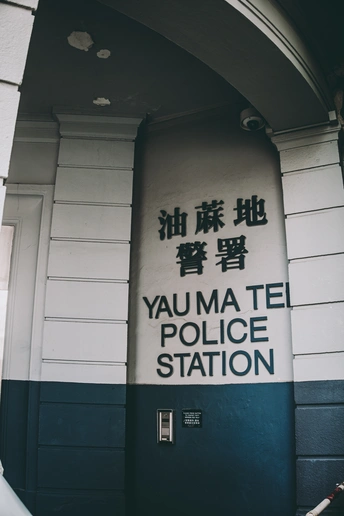 油蔴地
警署
YAU MA TEI
POLICE
STATION